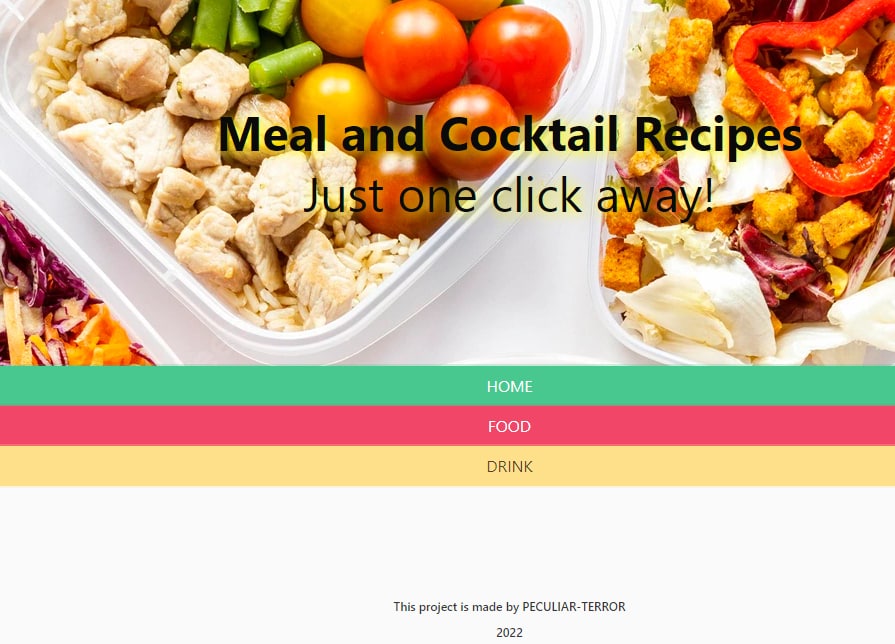 Meal and Cocktail Recipes
Just one click away!
HOME
FOOD
DRINK
This project is made by PECULIAR-TERROR
2022